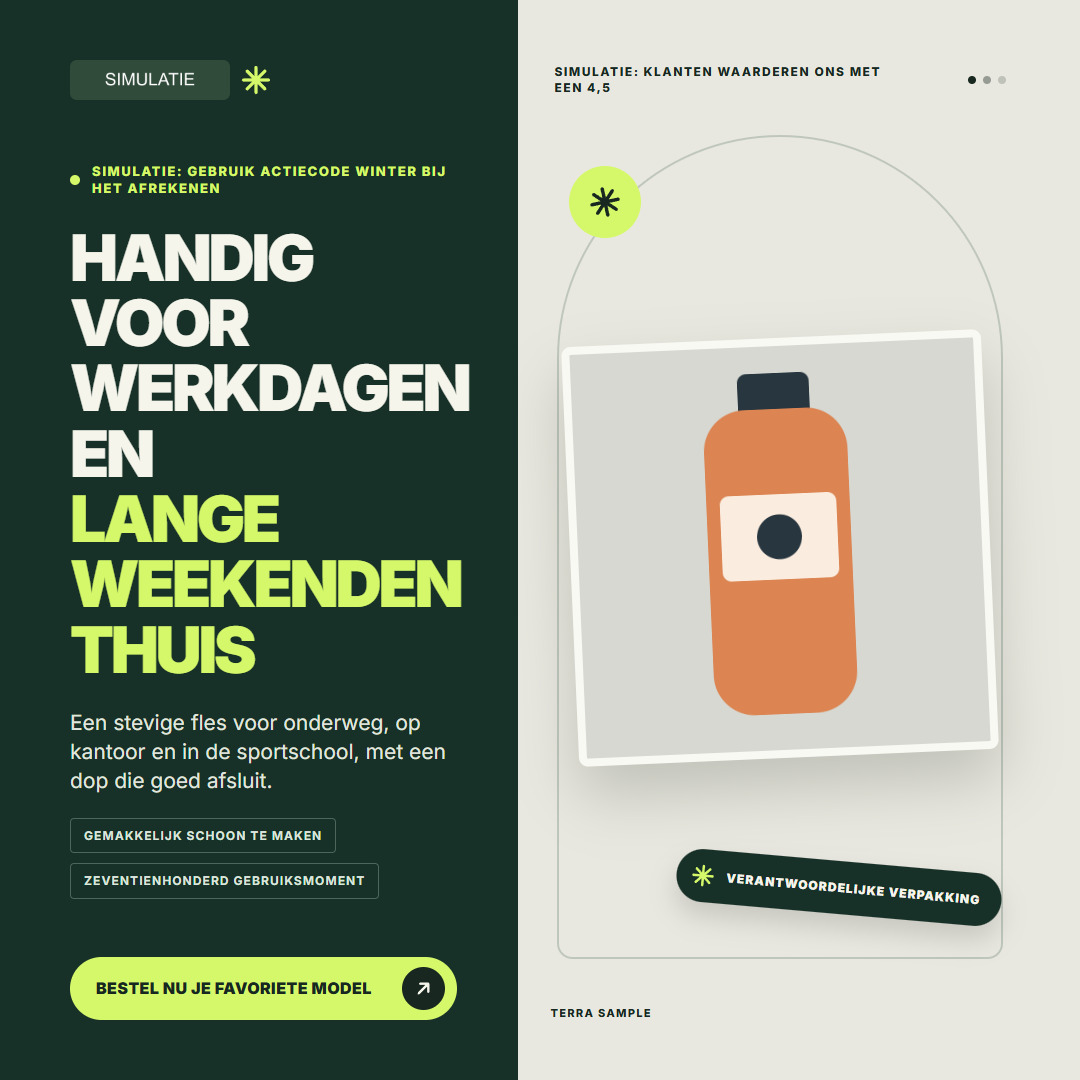 SIMULATIE
SIMULATIE: GEBRUIK ACTIECODE WINTER BIJ
HET AFREKENEN
HANDIG
VOOR
WERKDAGEN
EN
LANGE
WEEKENDEN
THUIS
Een stevige fles voor onderweg, op
kantoor en in de sportschool, met een
dop die goed afsluit.
GEMAKKELIJK SCHOON TE MAKEN
ZEVENTIENHONDERD GEBRUIKSMOMENT
BESTEL NU JE FAVORIETE MODEL
SIMULATIE: KLANTEN WAARDEREN ONS MET
EEN 4,5
VERANTWOORDELIJKE VERPAKKING
TERRA SAMPLE